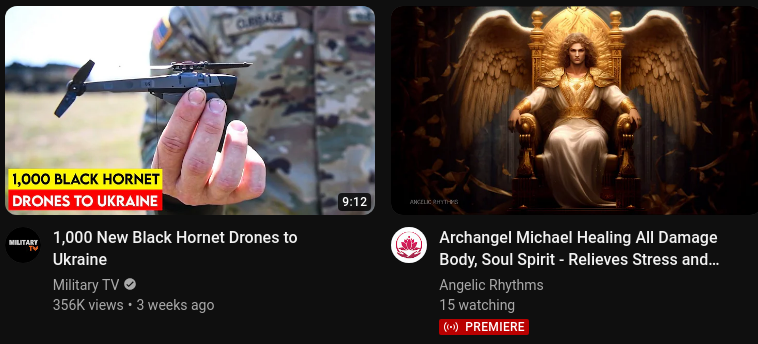 CURRAGE
1,000 BLACK HORNET
DRONES TO UKRAINE
9:12
MILITARY
TV
1,000 New Black Hornet Drones to
Ukraine
Military TV
356K views • 3 weeks ago
ANGELIC RHYTHMS
Archangel Michael Healing All Damage
Body, Soul Spirit - Relieves Stress and...
Angelic Rhythms
15 watching
PREMIERE